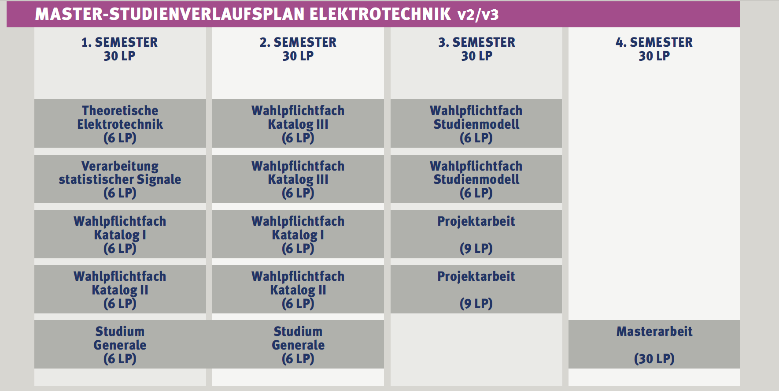 MASTER-STUDIENVERLAUFSPLAN ELEKTROTECHNIK v2/v3
1. SEMESTER
30 LP
Theoretische
Elektrotechnik
(6 LP)
Verarbeitung
statistischer Signale
(6 LP)
Wahlpflichtfach
Katalog I
(6 LP)
Wahlpflichtfach
Katalog II
(6 LP)
Studium
Generale
(6 LP)
2. SEMESTER
30 LP
Wahlpflichtfach
Katalog III
(6 LP)
Wahlpflichtfach
Katalog III
(6 LP)
Wahlpflichtfach
Katalog I
(6 LP)
Wahlpflichtfach
Katalog II
(6 LP)
Studium
Generale
(6 LP)
3. SEMESTER
30 LP
Wahlpflichtfach
Studienmodell
(6 LP)
Wahlpflichtfach
Studienmodell
(6 LP)
Projektarbeit
(9 LP)
Projektarbeit
(9 LP)
4. SEMESTER
30 LP
Masterarbeit
(30 LP)